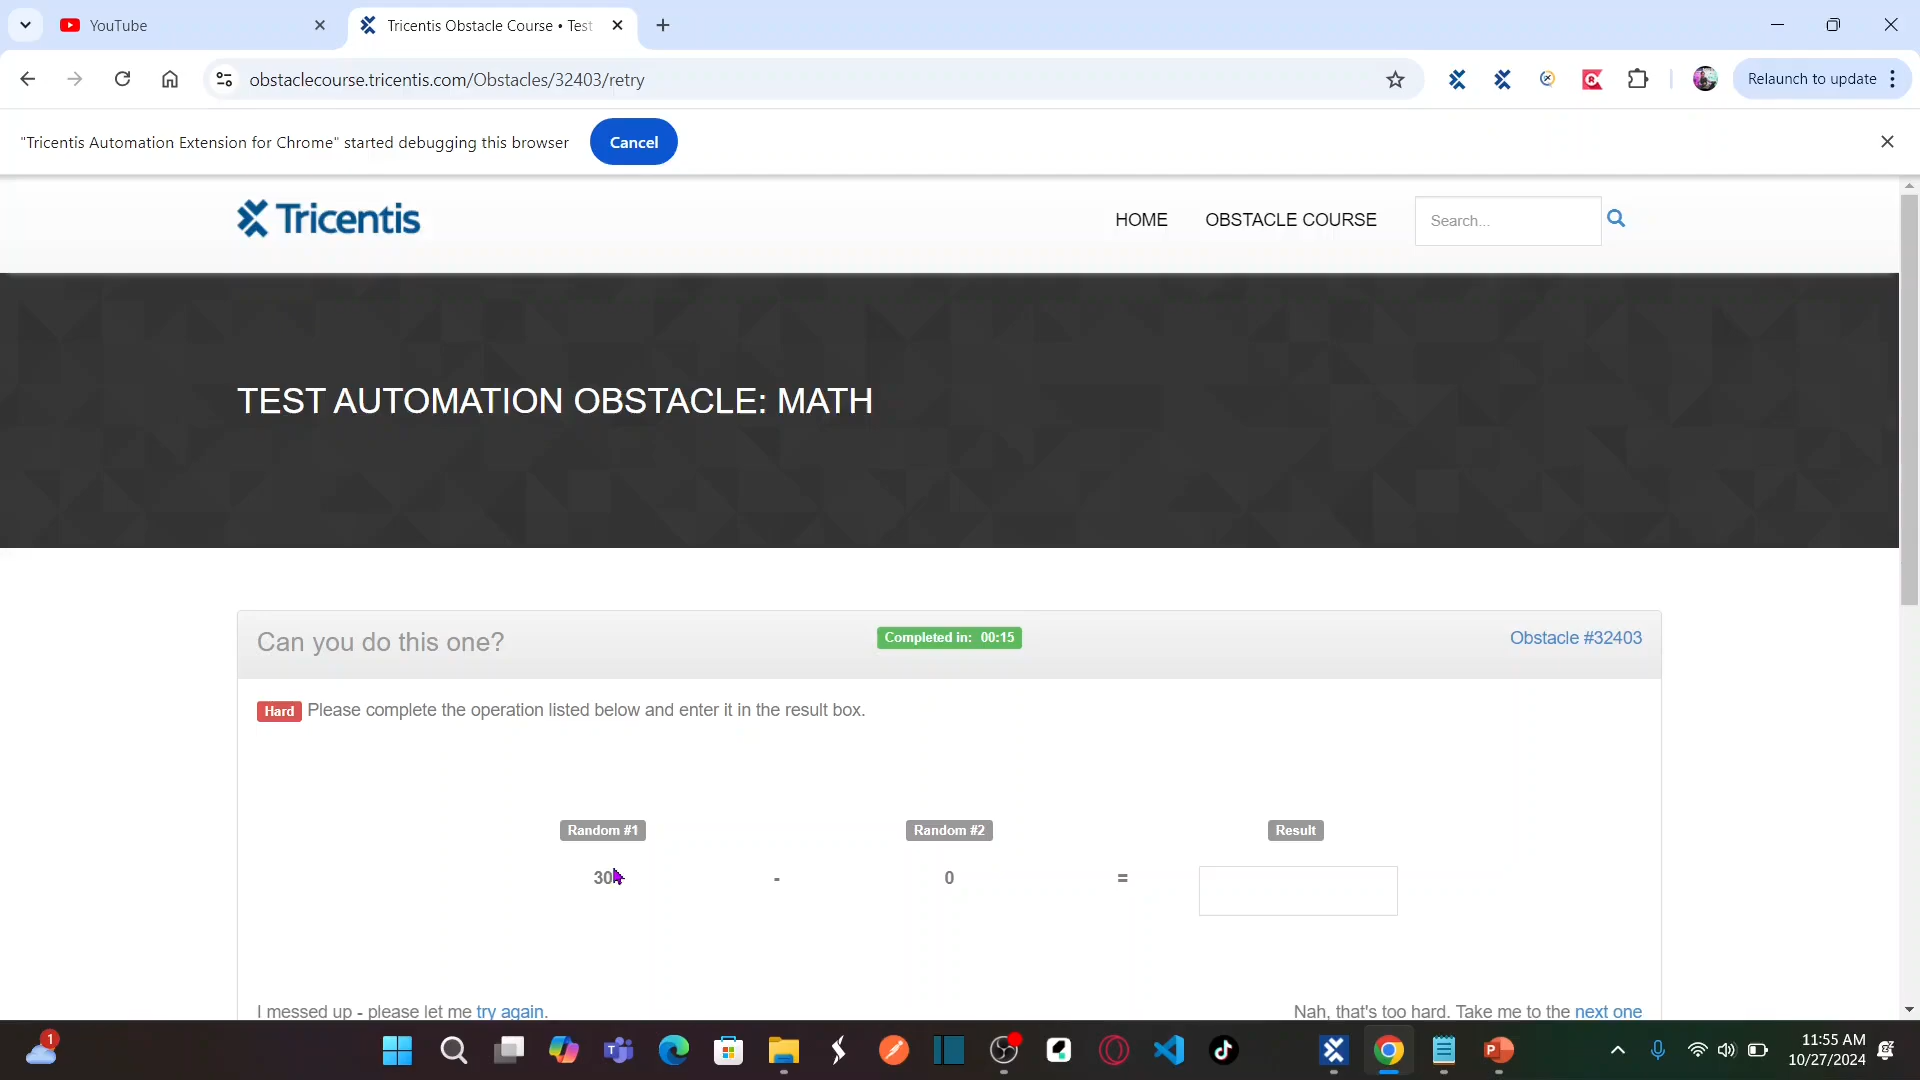 YouTube
Tricentis Obstacle Course • Test
obstaclecourse.tricentis.com/Obstacles/32403/retry
Relaunch to update
"Tricentis Automation Extension for Chrome" started debugging this browser
Cancel
Tricentis
HOME
OBSTACLE COURSE
Search...
TEST AUTOMATION OBSTACLE: MATH
Can you do this one?
Completed in: 00:15
Obstacle #32403
Hard Please complete the operation listed below and enter it in the result box.
Random #1
Random #2
Result
-
0
=
I messed up - please let me try again.
Nah, that's too hard. Take me to the next one
1
11:55 AM
10/27/2024